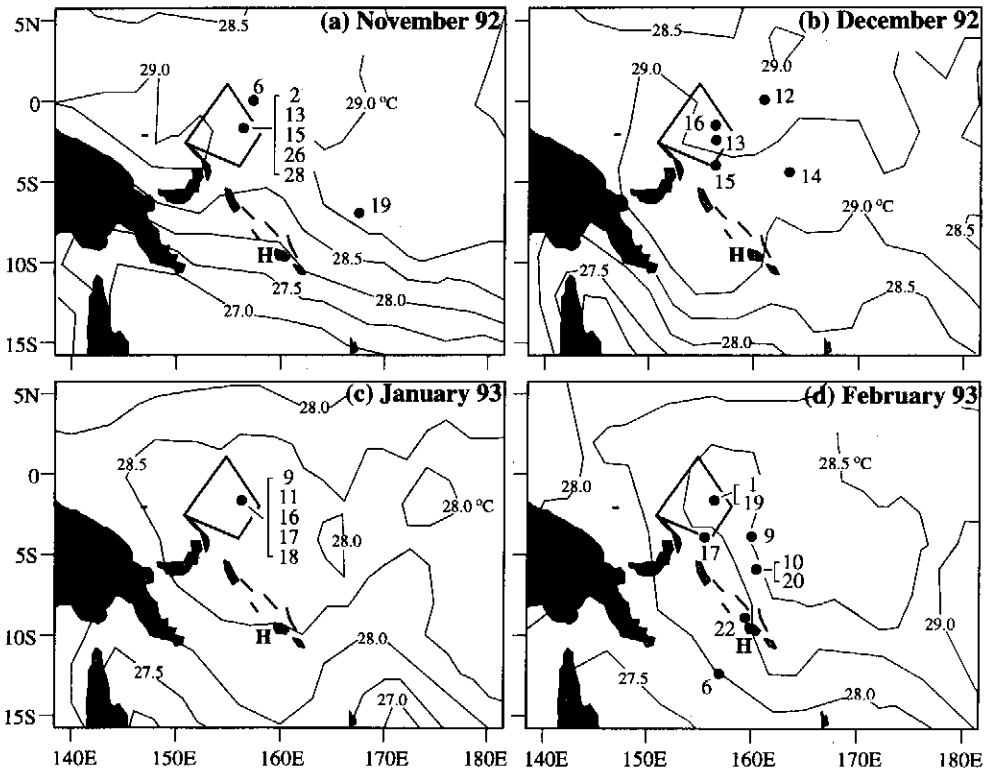 (a) November 92
5N
28.5
29.0
6
2
0
29.0 °C
13
15
26
28
5S
19
H
28.5
10S
27.5
28.0
27.0
15S
(b) December 92
28.5
29.0
29.0
12
16
13
15
14
29.0 °C
28.5
H
27.5
28.5
28.0
(c) January 93
5N
28.0
28.5
0
9
11
28.0 °C
16
17
28.0
18
5S
10S
H
28.0
27.5
27.0
15S
140E 150E 160E 170E 180E
(d) February 93
28.5 °C
28.0
1
19
17
9
10
20
22
H
29.0
27.5
6
28.0
140E 150E 160E 170E 180E